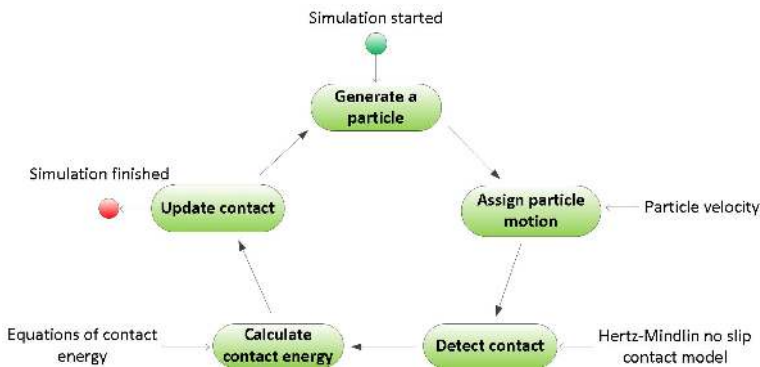 Simulation started
Generate a
particle
Simulation finished
Update contact
Assign particle
motion
Particle velocity
Equations of contact
energy
Calculate
contact energy
Detect contact
Hertz-Mindlin no slip
contact model